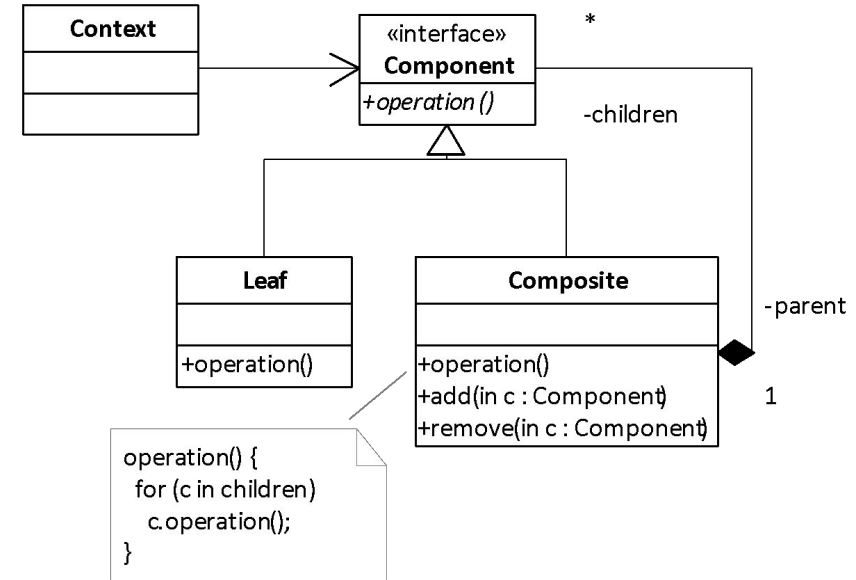 Context
«interface»
Component
+operation()
*
-children
Leaf
+operation()
Composite
+operation()
+add(in c : Component)
+remove(in c : Component)
-parent
1
operation() {
for (c in children)
c.operation();
}